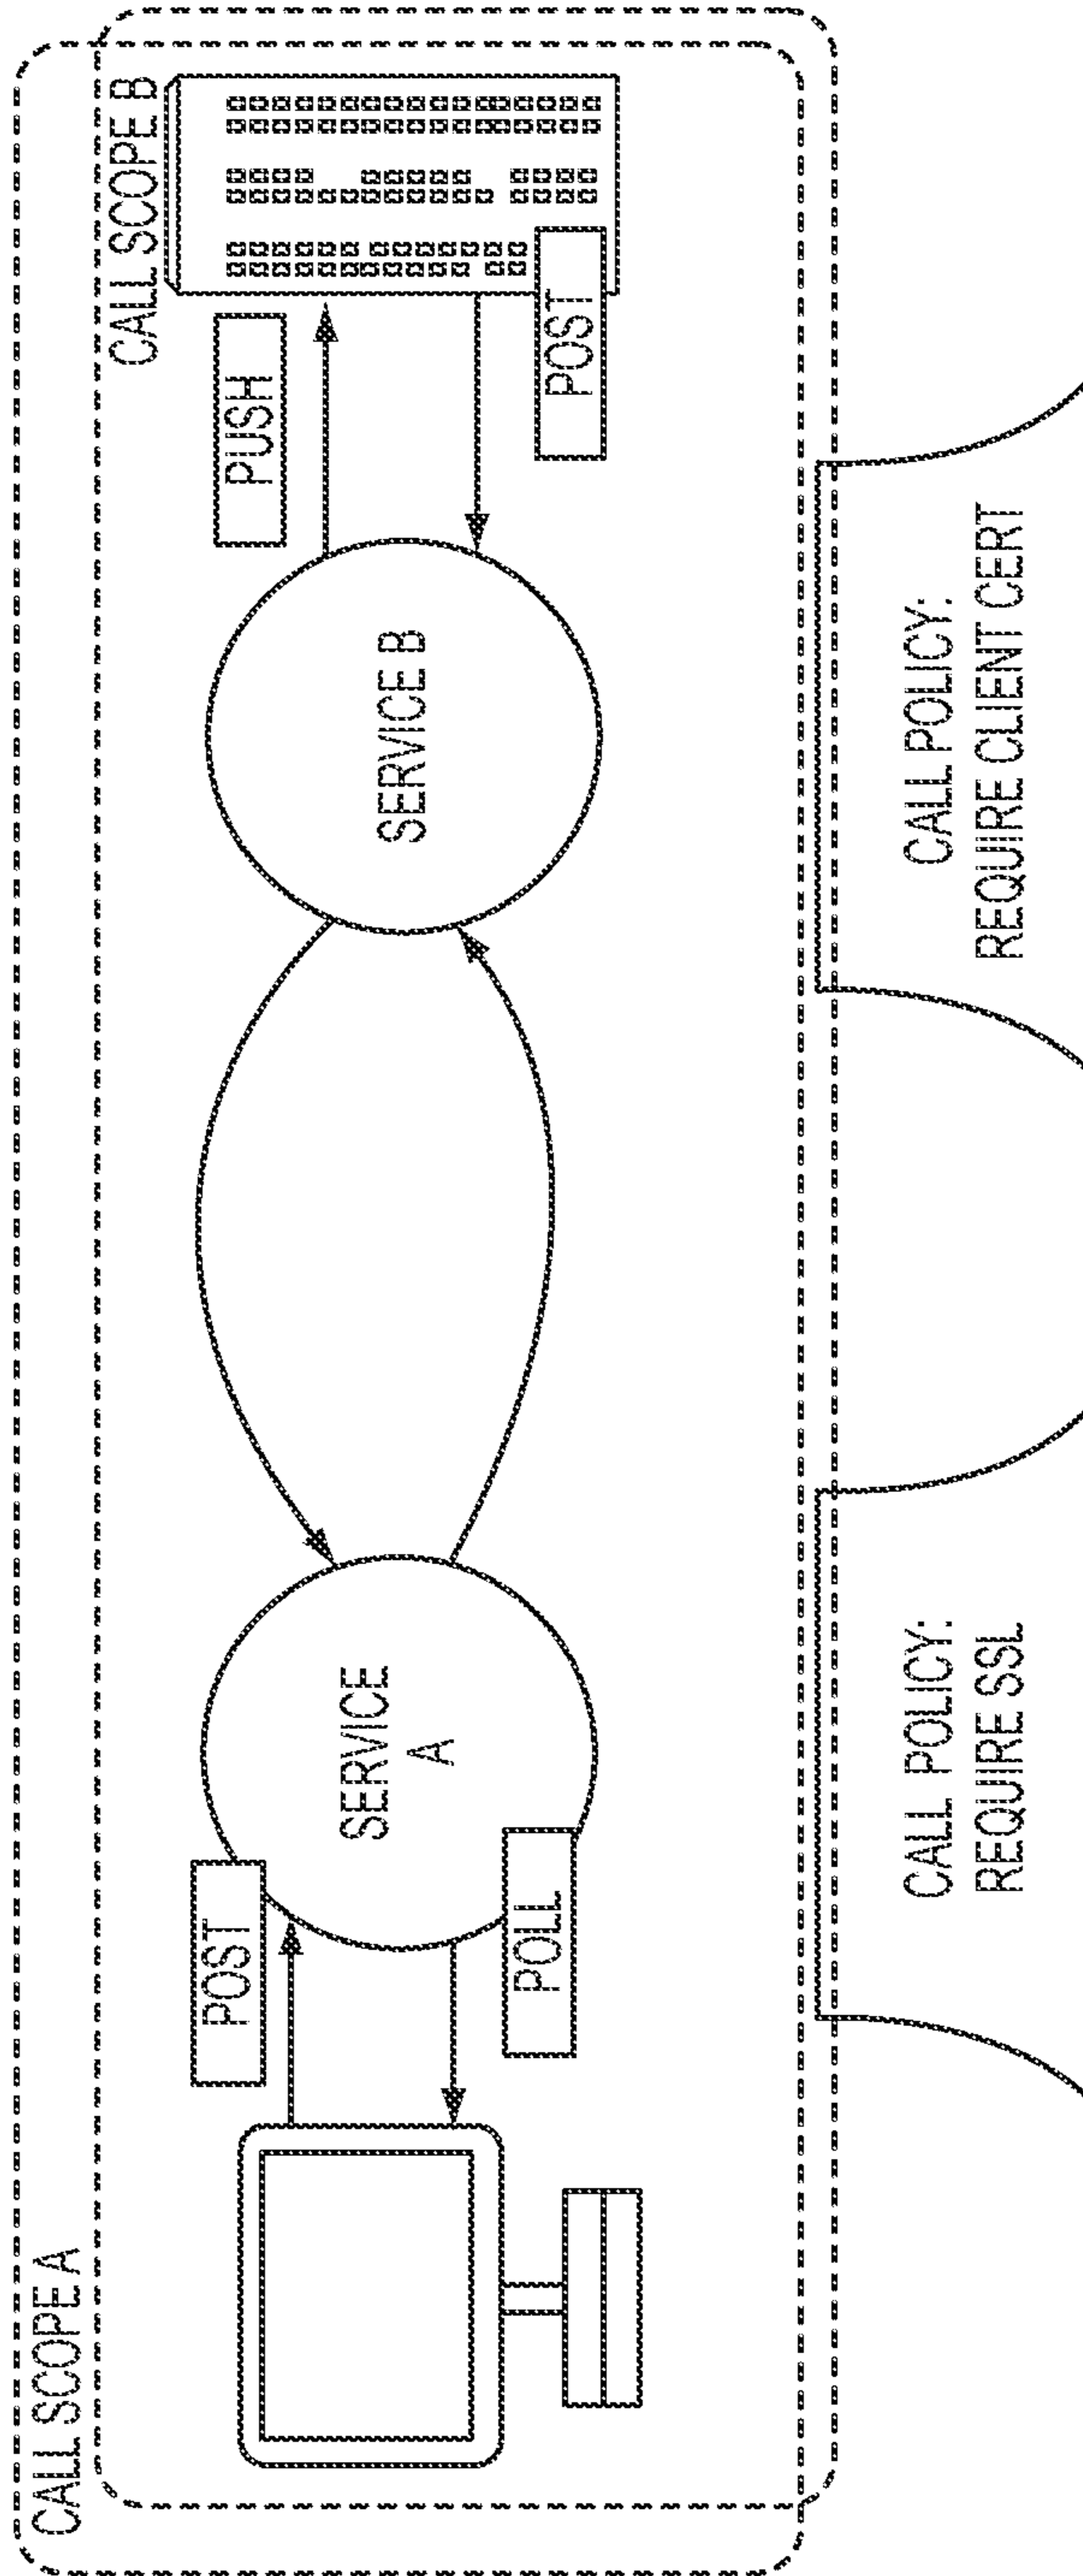 CALL SCOPE A
CALL SCOPE B
POST
PUSH
SERVICE
A
SERVICE B
POLL
POST
CALL POLICY:
REQUIRE SSL
CALL POLICY:
REQUIRE CLIENT CERT